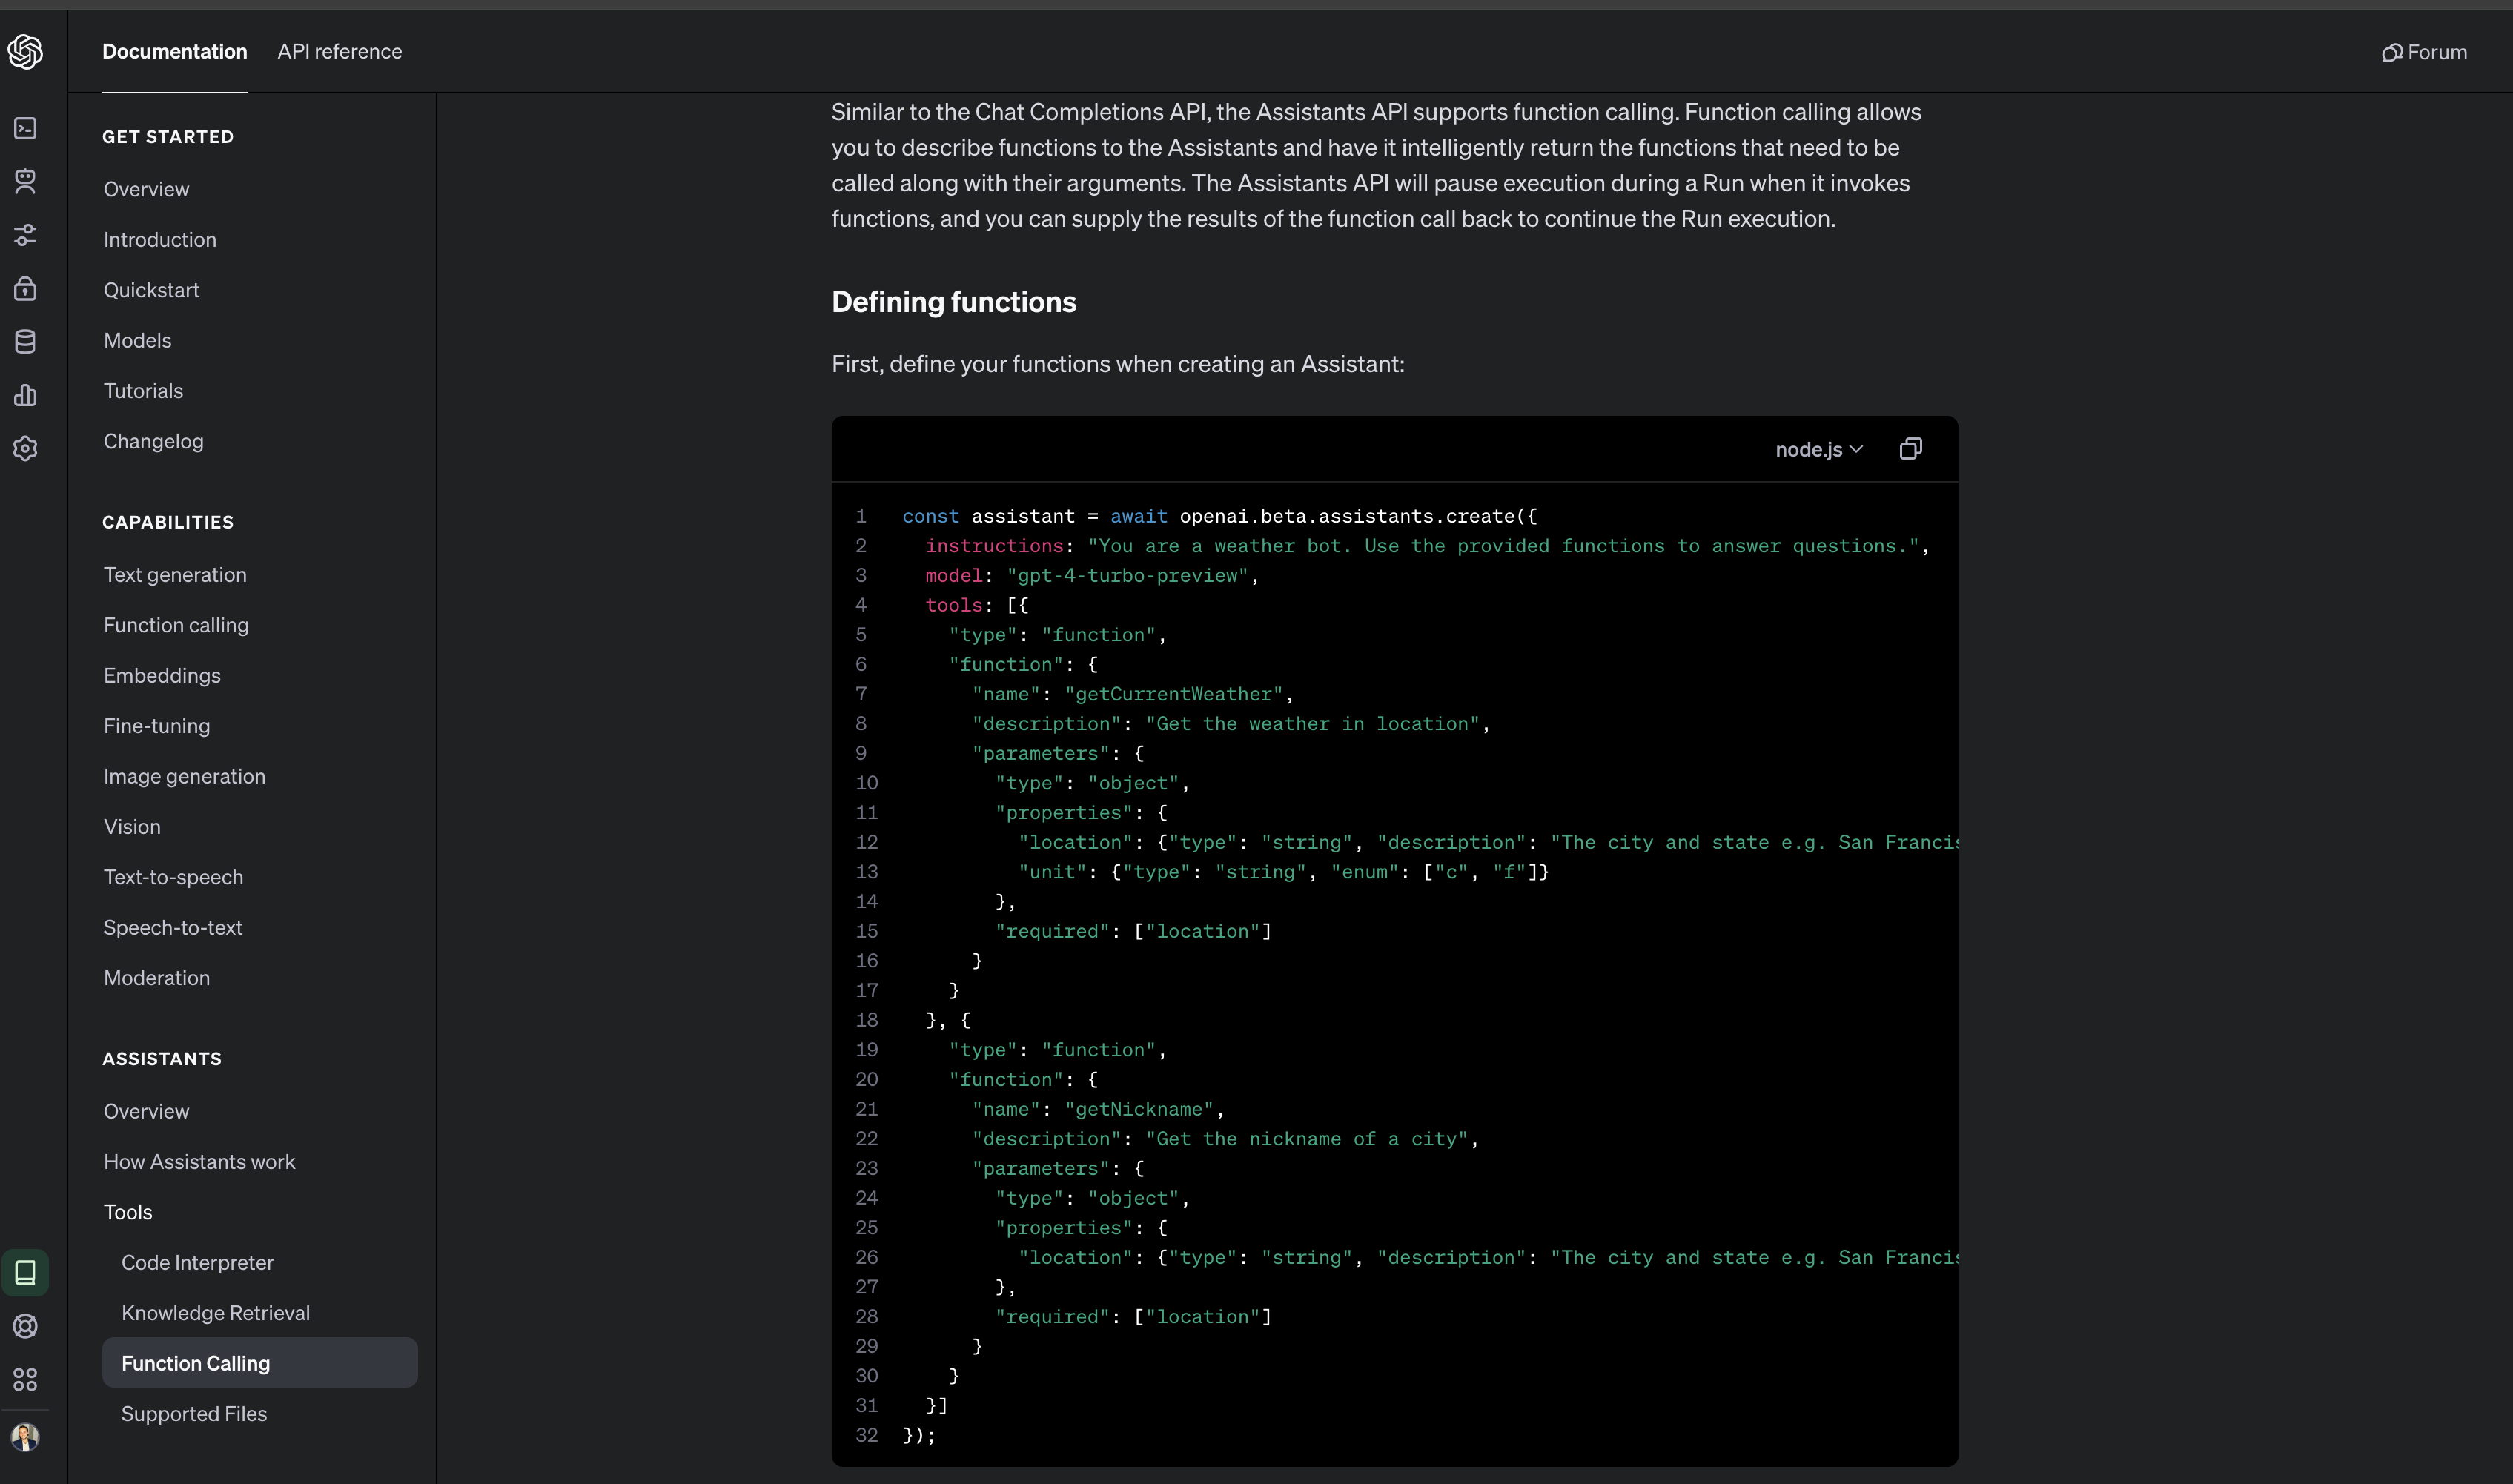 Documentation
API reference
Forum
GET STARTED
Overview
Introduction
Quickstart
Models
Tutorials
Changelog
CAPABILITIES
Text generation
Function calling
Embeddings
Fine-tuning
Image generation
Vision
Text-to-speech
Speech-to-text
Moderation
ASSISTANTS
Overview
How Assistants work
Tools
Code Interpreter
Knowledge Retrieval
Function Calling
Supported Files
Similar to the Chat Completions API, the Assistants API supports function calling. Function calling allows
you to describe functions to the Assistants and have it intelligently return the functions that need to be
called along with their arguments. The Assistants API will pause execution during a Run when it invokes
functions, and you can supply the results of the function call back to continue the Run execution.
Defining functions
First, define your functions when creating an Assistant:
node.js
1 const assistant = await openai.beta.assistants.create({
2   instructions: "You are a weather bot. Use the provided functions to answer questions.",
3   model: "gpt-4-turbo-preview",
4   tools: [{
5     "type": "function",
6     "function": {
7       "name": "getCurrentWeather",
8       "description": "Get the weather in location",
9       "parameters": {
10         "type": "object",
11         "properties": {
12           "location": {"type": "string", "description": "The city and state e.g. San Francis
13           "unit": {"type": "string", "enum": ["c", "f"]}
14         },
15         "required": ["location"]
16       }
17     }
18   }, {
19     "type": "function",
20     "function": {
21       "name": "getNickname",
22       "description": "Get the nickname of a city",
23       "parameters": {
24         "type": "object",
25         "properties": {
26           "location": {"type": "string", "description": "The city and state e.g. San Francis
27         },
28         "required": ["location"]
29       }
30     }
31   }]
32 });